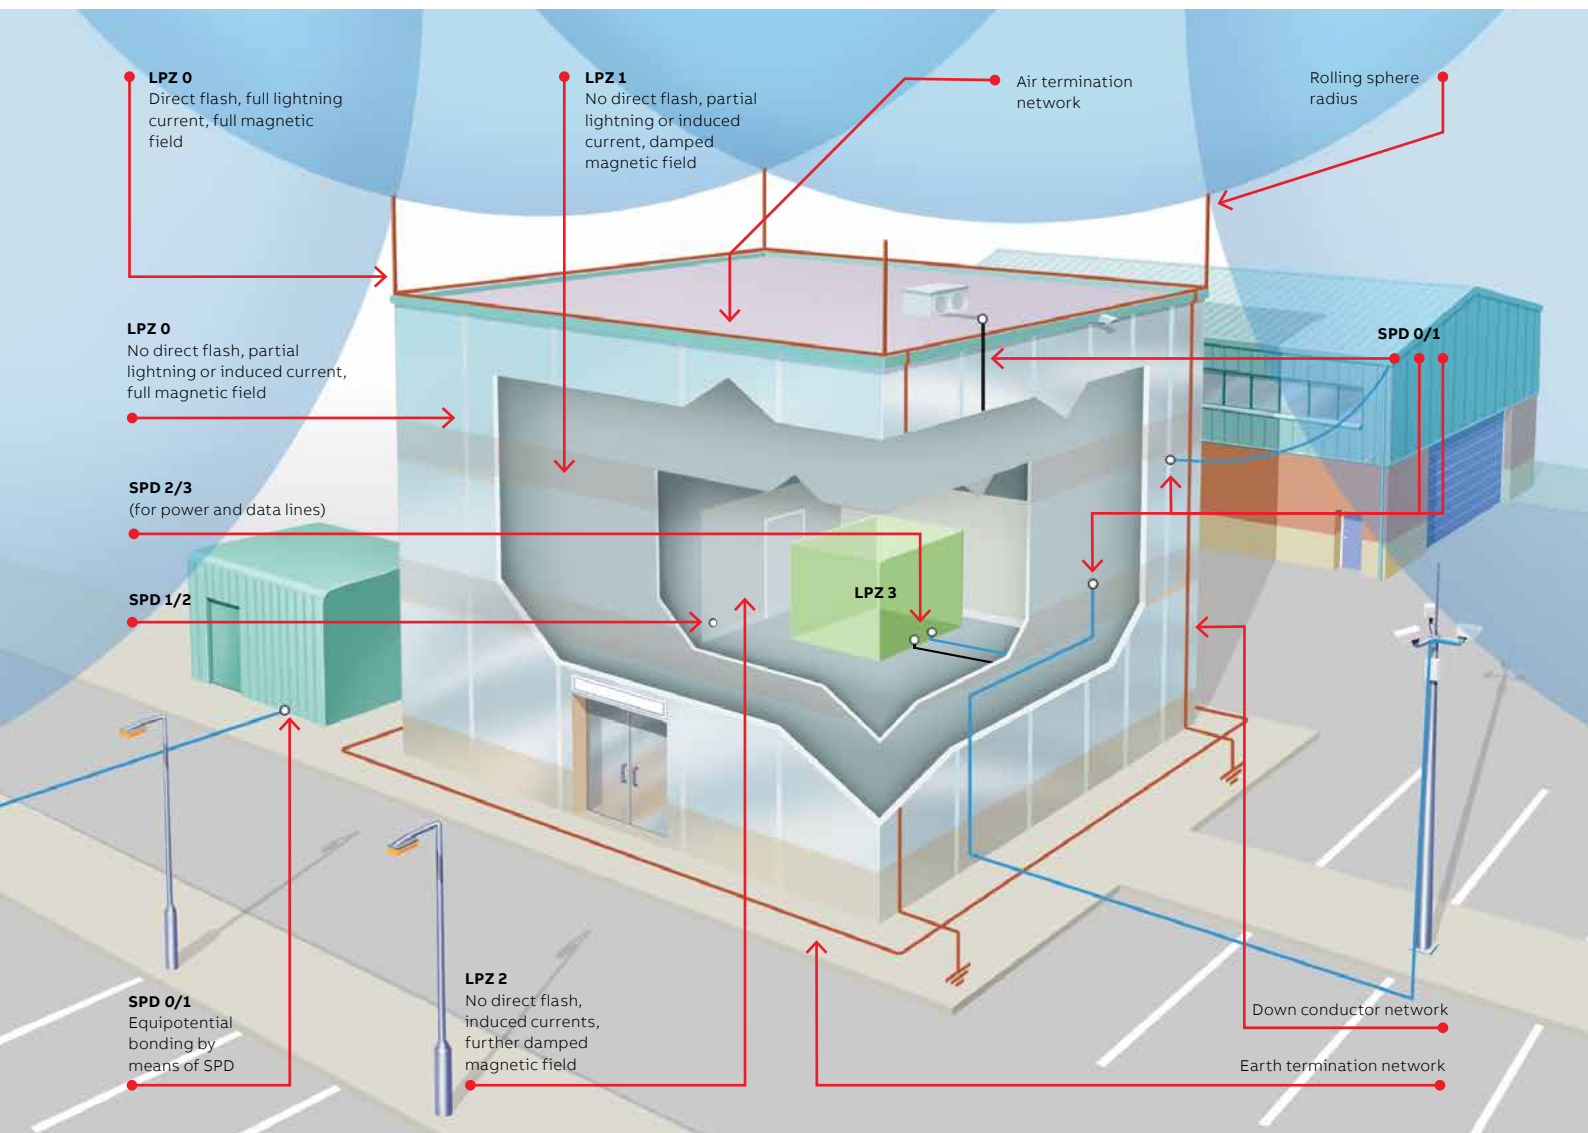 LPZ 0
Direct flash, full lightning
current, full magnetic
field
LPZ 1
No direct flash, partial
lightning or induced
current, damped
magnetic field
Air termination
network
Rolling sphere
radius
LPZ 0
No direct flash, partial
lightning or induced current,
full magnetic field
SPD 0/1
SPD 2/3
(for power and data lines)
SPD 1/2
LPZ 3
SPD 0/1
Equipotential
bonding by
means of SPD
LPZ 2
No direct flash,
induced currents,
further damped
magnetic field
Down conductor network
Earth termination network